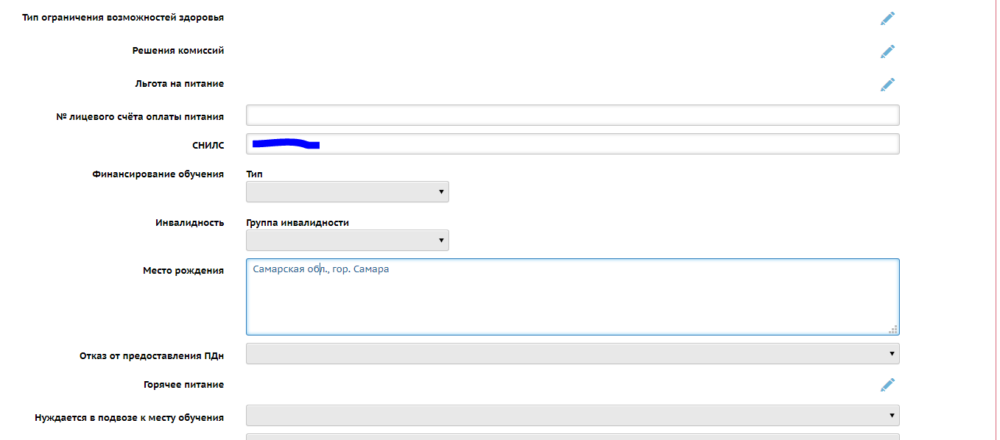 Тип ограничения возможностей здоровья
Решения комиссий
Льгота на питание
№ лицевого счёта оплаты питания
СНИЛС
Финансирование обучения
Тип
Инвалидность
Группа инвалидности
Место рождения
Самарская обл., гор. Самара
Отказ от предоставления ПДн
Горячее питание
Нуждается в подвозе к месту обучения